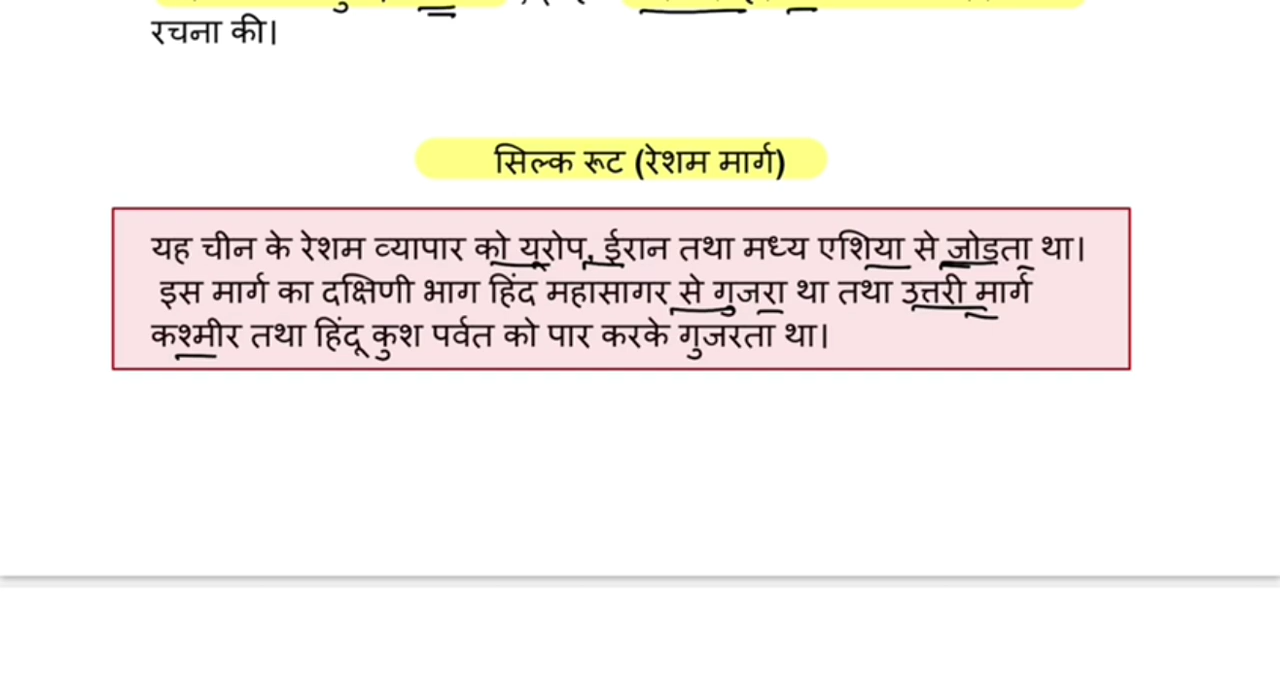 रचना की।
सिल्क रूट (रेशम मार्ग)
यह चीन के रेशम व्यापार को यूरोप, ईरान तथा मध्य एशिया से जोड़ता था।
इस मार्ग का दक्षिणी भाग हिंद महासागर से गुजरा था तथा उत्तरी मार्ग
कश्मीर तथा हिंदू कुश पर्वत को पार करके गुजरता था।